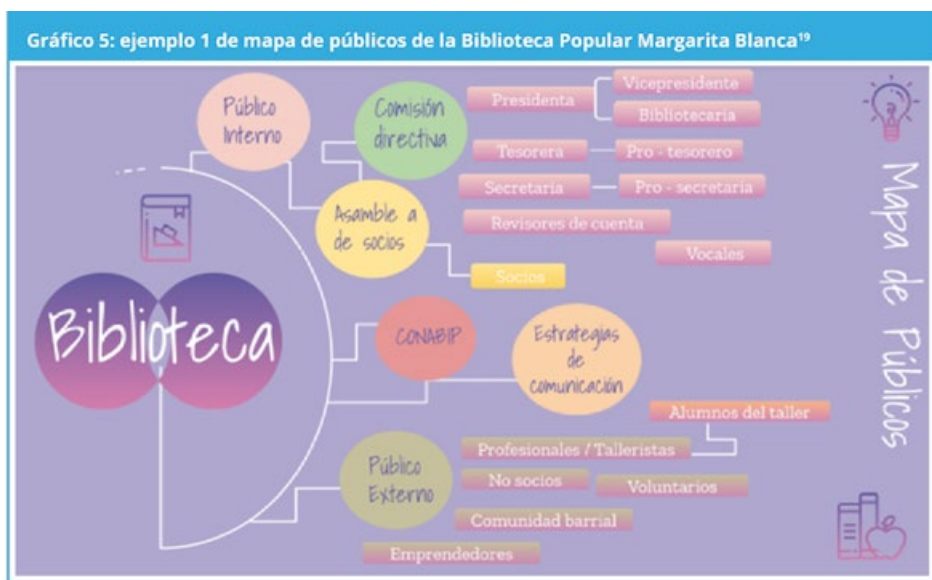 Gráfico 5: ejemplo 1 de mapa de públicos de la Biblioteca Popular Margarita Blanca¹⁹
Público
Interno
Comisión
directiva
Presidenta
Vicepresidente
Bibliotecaria
Tesorera
Pro - tesorero
Secretaria
Pro - secretaria
Revisores de cuenta
Vocales
Asamble a
de socios
Socios
Biblioteca
CONABIP
Estrategias
de
comunicación
Público
Externo
Alumnos del taller
Profesionales / Talleristas
No socios
Voluntarios
Comunidad barrial
Emprendedores
Mapa de Públicos